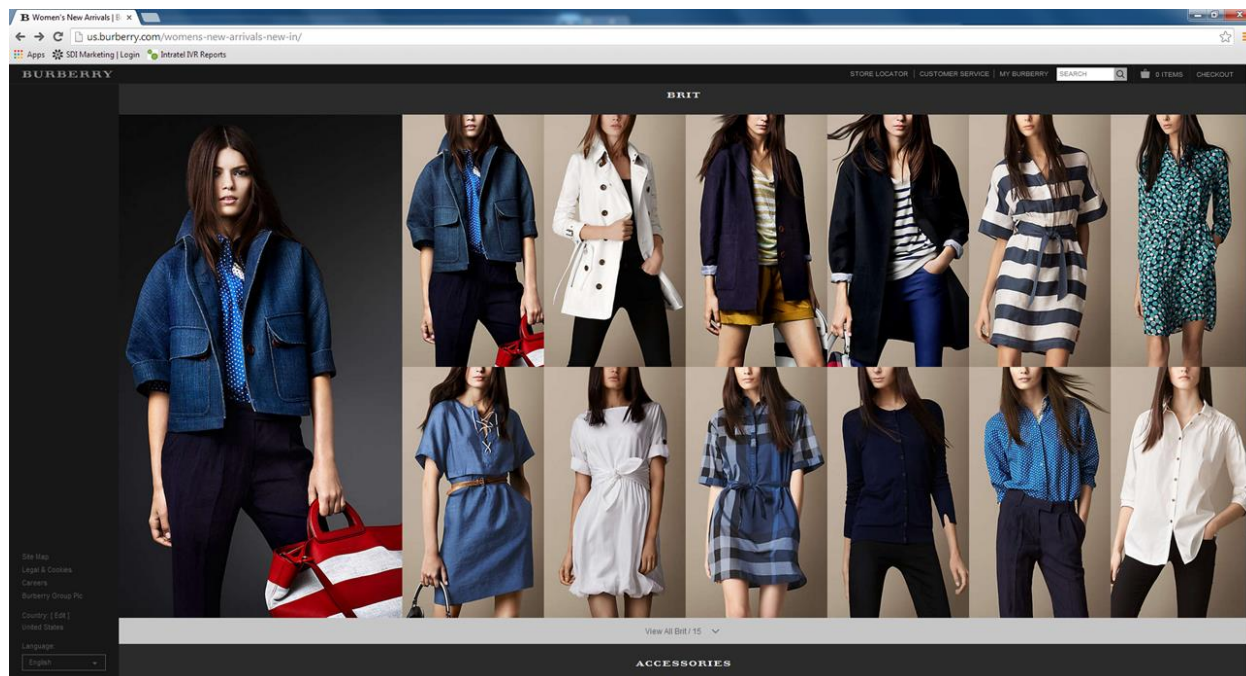 B Women's New Arrivals | B
us.burberry.com/womens-new-arrivals-new-in/
Apps SDI Marketing | Login Intratel IVR Reports
BURBERRY
STORE LOCATOR | CUSTOMER SERVICE | MY BURBERRY SEARCH 0 ITEMS CHECKOUT
BRIT
Site Map
Legal & Cookies
Careers
Burberry Group Plc
Country: [ Edit ]
United States
Language:
English
View All Brit / 15
ACCESSORIES